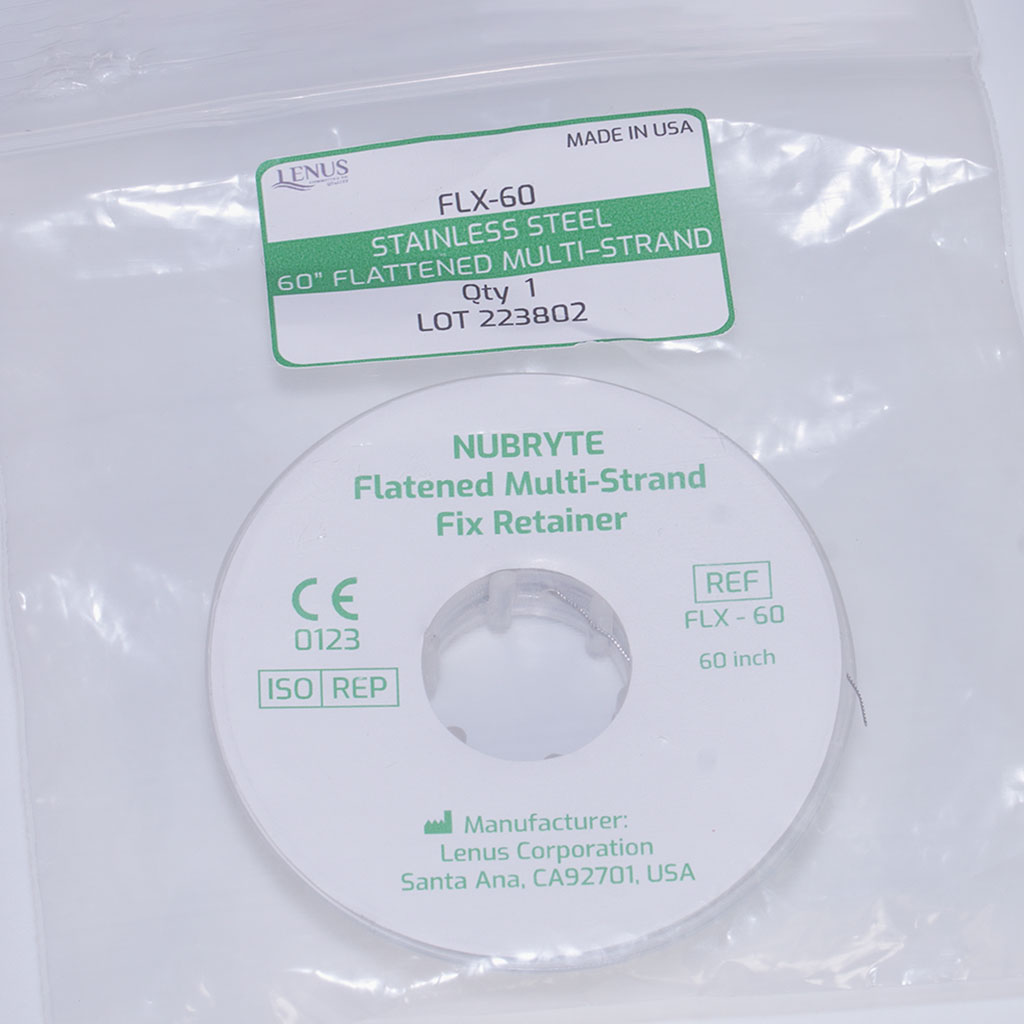 MADE IN USA
LENUS
FLX-60
STAINLESS STEEL
60" FLATTENED MULTI-STRAND
Qty 1
LOT 223802
NUBRYTE
Flatened Multi-Strand
Fix Retainer
CE
0123
ISO REP
REF
FLX - 60
60 inch
Manufacturer:
Lenus Corporation
Santa Ana, CA92701, USA